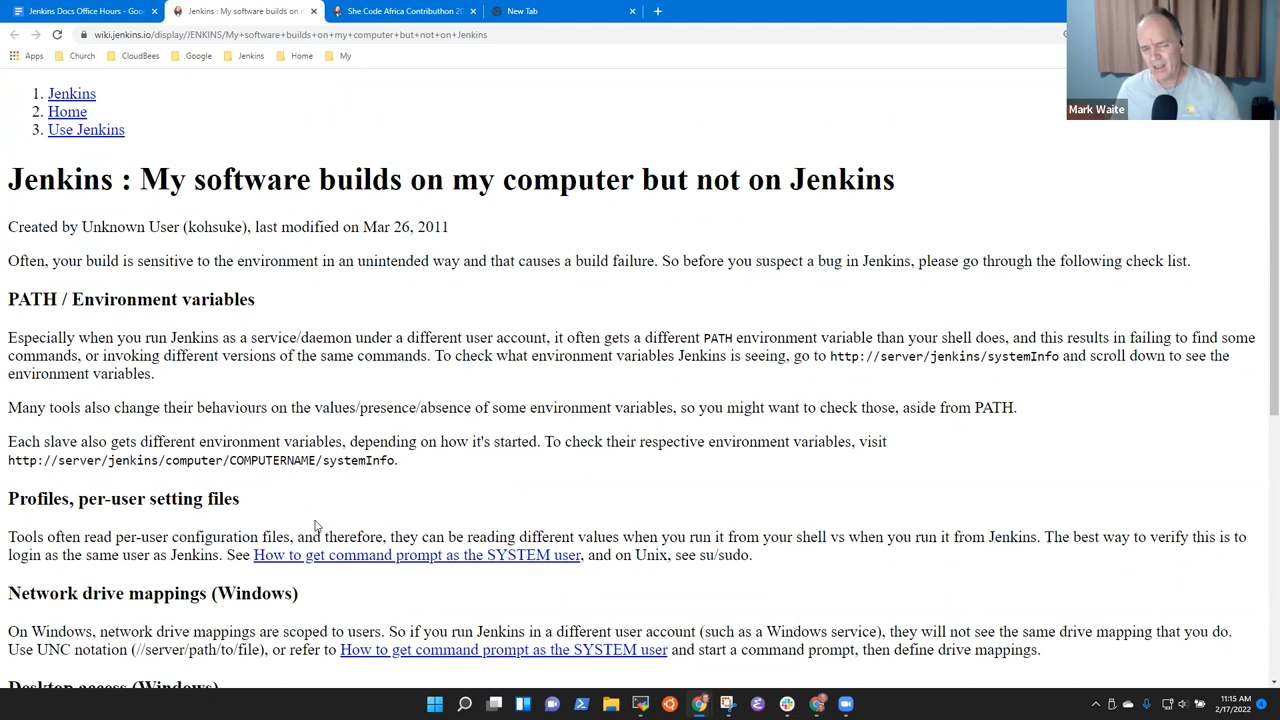 Jenkins Docs Office Hours - Goo
Jenkins : My software builds on m
She Code Africa Contributhon 20
New Tab
wiki.jenkins.io/display/JENKINS/My+software+builds+on+my+computer+but+not+on+Jenkins
Apps
Church
CloudBees
Google
Jenkins
Home
My
Mark Waite
1. Jenkins
2. Home
3. Use Jenkins
Jenkins : My software builds on my computer but not on Jenkins
Created by Unknown User (kohsuke), last modified on Mar 26, 2011
Often, your build is sensitive to the environment in an unintended way and that causes a build failure. So before you suspect a bug in Jenkins, please go through the following check list.
PATH / Environment variables
Especially when you run Jenkins as a service/daemon under a different user account, it often gets a different PATH environment variable than your shell does, and this results in failing to find some
commands, or invoking different versions of the same commands. To check what environment variables Jenkins is seeing, go to http://server/jenkins/systemInfo and scroll down to see the
environment variables.
Many tools also change their behaviours on the values/presence/absence of some environment variables, so you might want to check those, aside from PATH.
Each slave also gets different environment variables, depending on how it's started. To check their respective environment variables, visit
http://server/jenkins/computer/COMPUTERNAME/systemInfo.
Profiles, per-user setting files
Tools often read per-user configuration files, and therefore, they can be reading different values when you run it from your shell vs when you run it from Jenkins. The best way to verify this is to
login as the same user as Jenkins. See How to get command prompt as the SYSTEM user, and on Unix, see su/sudo.
Network drive mappings (Windows)
On Windows, network drive mappings are scoped to users. So if you run Jenkins in a different user account (such as a Windows service), they will not see the same drive mapping that you do.
Use UNC notation (//server/path/to/file), or refer to How to get command prompt as the SYSTEM user and start a command prompt, then define drive mappings.
Desktop access (Windows)
11:15 AM
2/17/2022